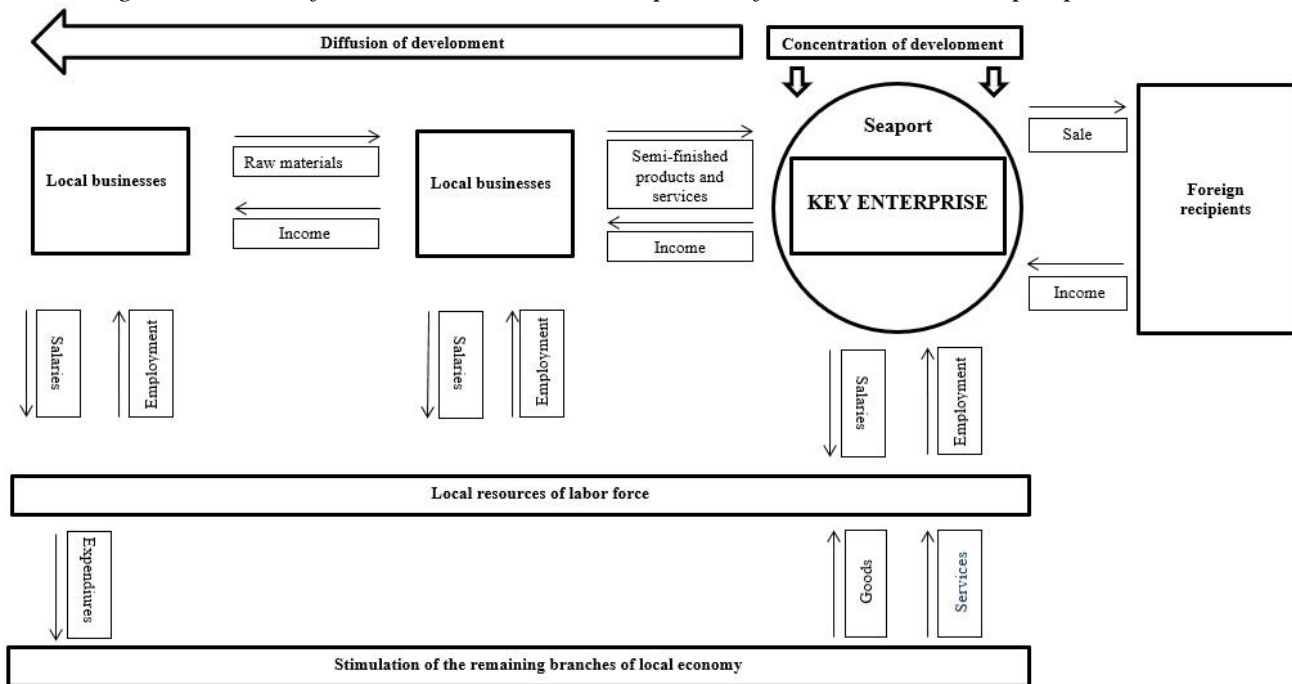 Diffusion of development
Concentration of development
Seaport
KEY ENTERPRISE
Local businesses
Raw materials
Income
Local businesses
Semi-finished
products and
services
Income
Sale
Income
Foreign
recipients
Salaries
Employment
Salaries
Employment
Salaries
Employment
Local resources of labor force
Expendiures
Goods
Services
Stimulation of the remaining branches of local economy